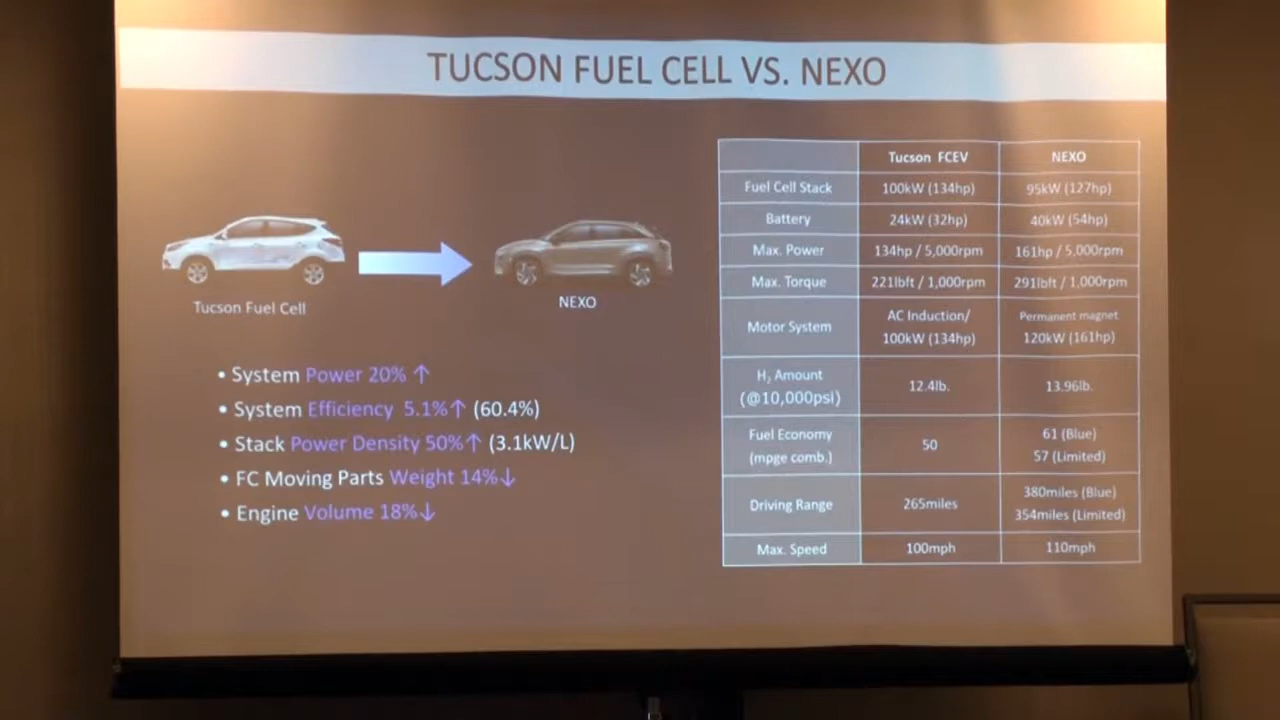 TUCSON FUEL CELL VS. NEXO
Tucson Fuel Cell
NEXO
• System Power 20% ↑
• System Efficiency 5.1%↑ (60.4%)
• Stack Power Density 50%↑ (3.1kW/L)
• FC Moving Parts Weight 14%↓
• Engine Volume 18%↓
Tucson FCEV NEXO
Fuel Cell Stack 100kW (134hp) 95kW (127hp)
Battery 24kW (32hp) 40kW (54hp)
Max. Power 134hp / 5,000rpm 161hp / 5,000rpm
Max. Torque 221lbft / 1,000rpm 291lbft / 1,000rpm
Motor System
AC Induction/
100kW (134hp)
Permanent magnet
120kW (161hp)
H₂ Amount
(@10,000psi)
12.4lb.
13.96lb.
Fuel Economy
(mpge comb.)
50
61 (Blue)
57 (Limited)
Driving Range
265miles
380miles (Blue)
354miles (Limited)
Max. Speed 100mph 110mph